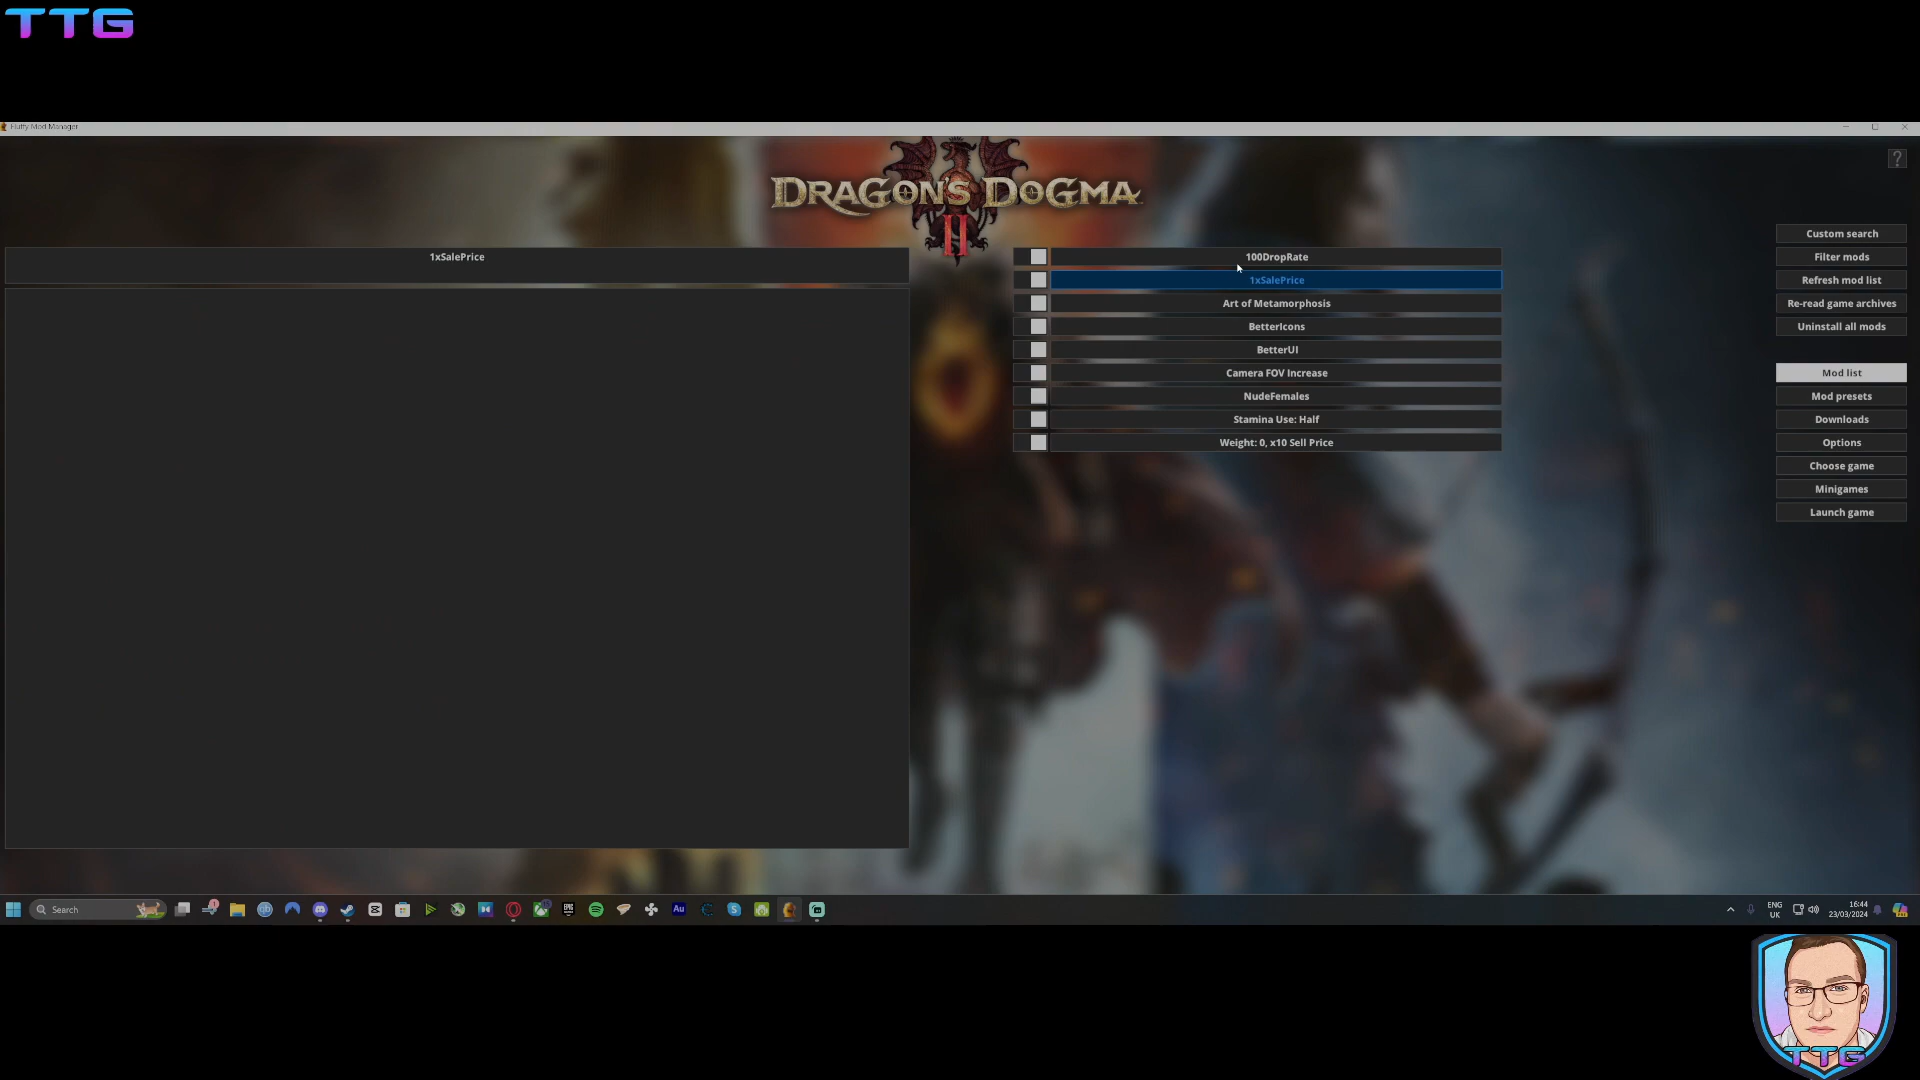 TTG
Fluffy Mod Manager
DRAGON'S DOGMA
II
?
1xSalePrice
100DropRate
1xSalePrice
Art of Metamorphosis
BetterIcons
BetterUI
Camera FOV Increase
NudeFemales
Stamina Use: Half
Weight: 0, x10 Sell Price
Custom search
Filter mods
Refresh mod list
Re-read game archives
Uninstall all mods
Mod list
Mod presets
Downloads
Options
Choose game
Minigames
Launch game
Search
ENG
UK
16:44
23/03/2024
TTG